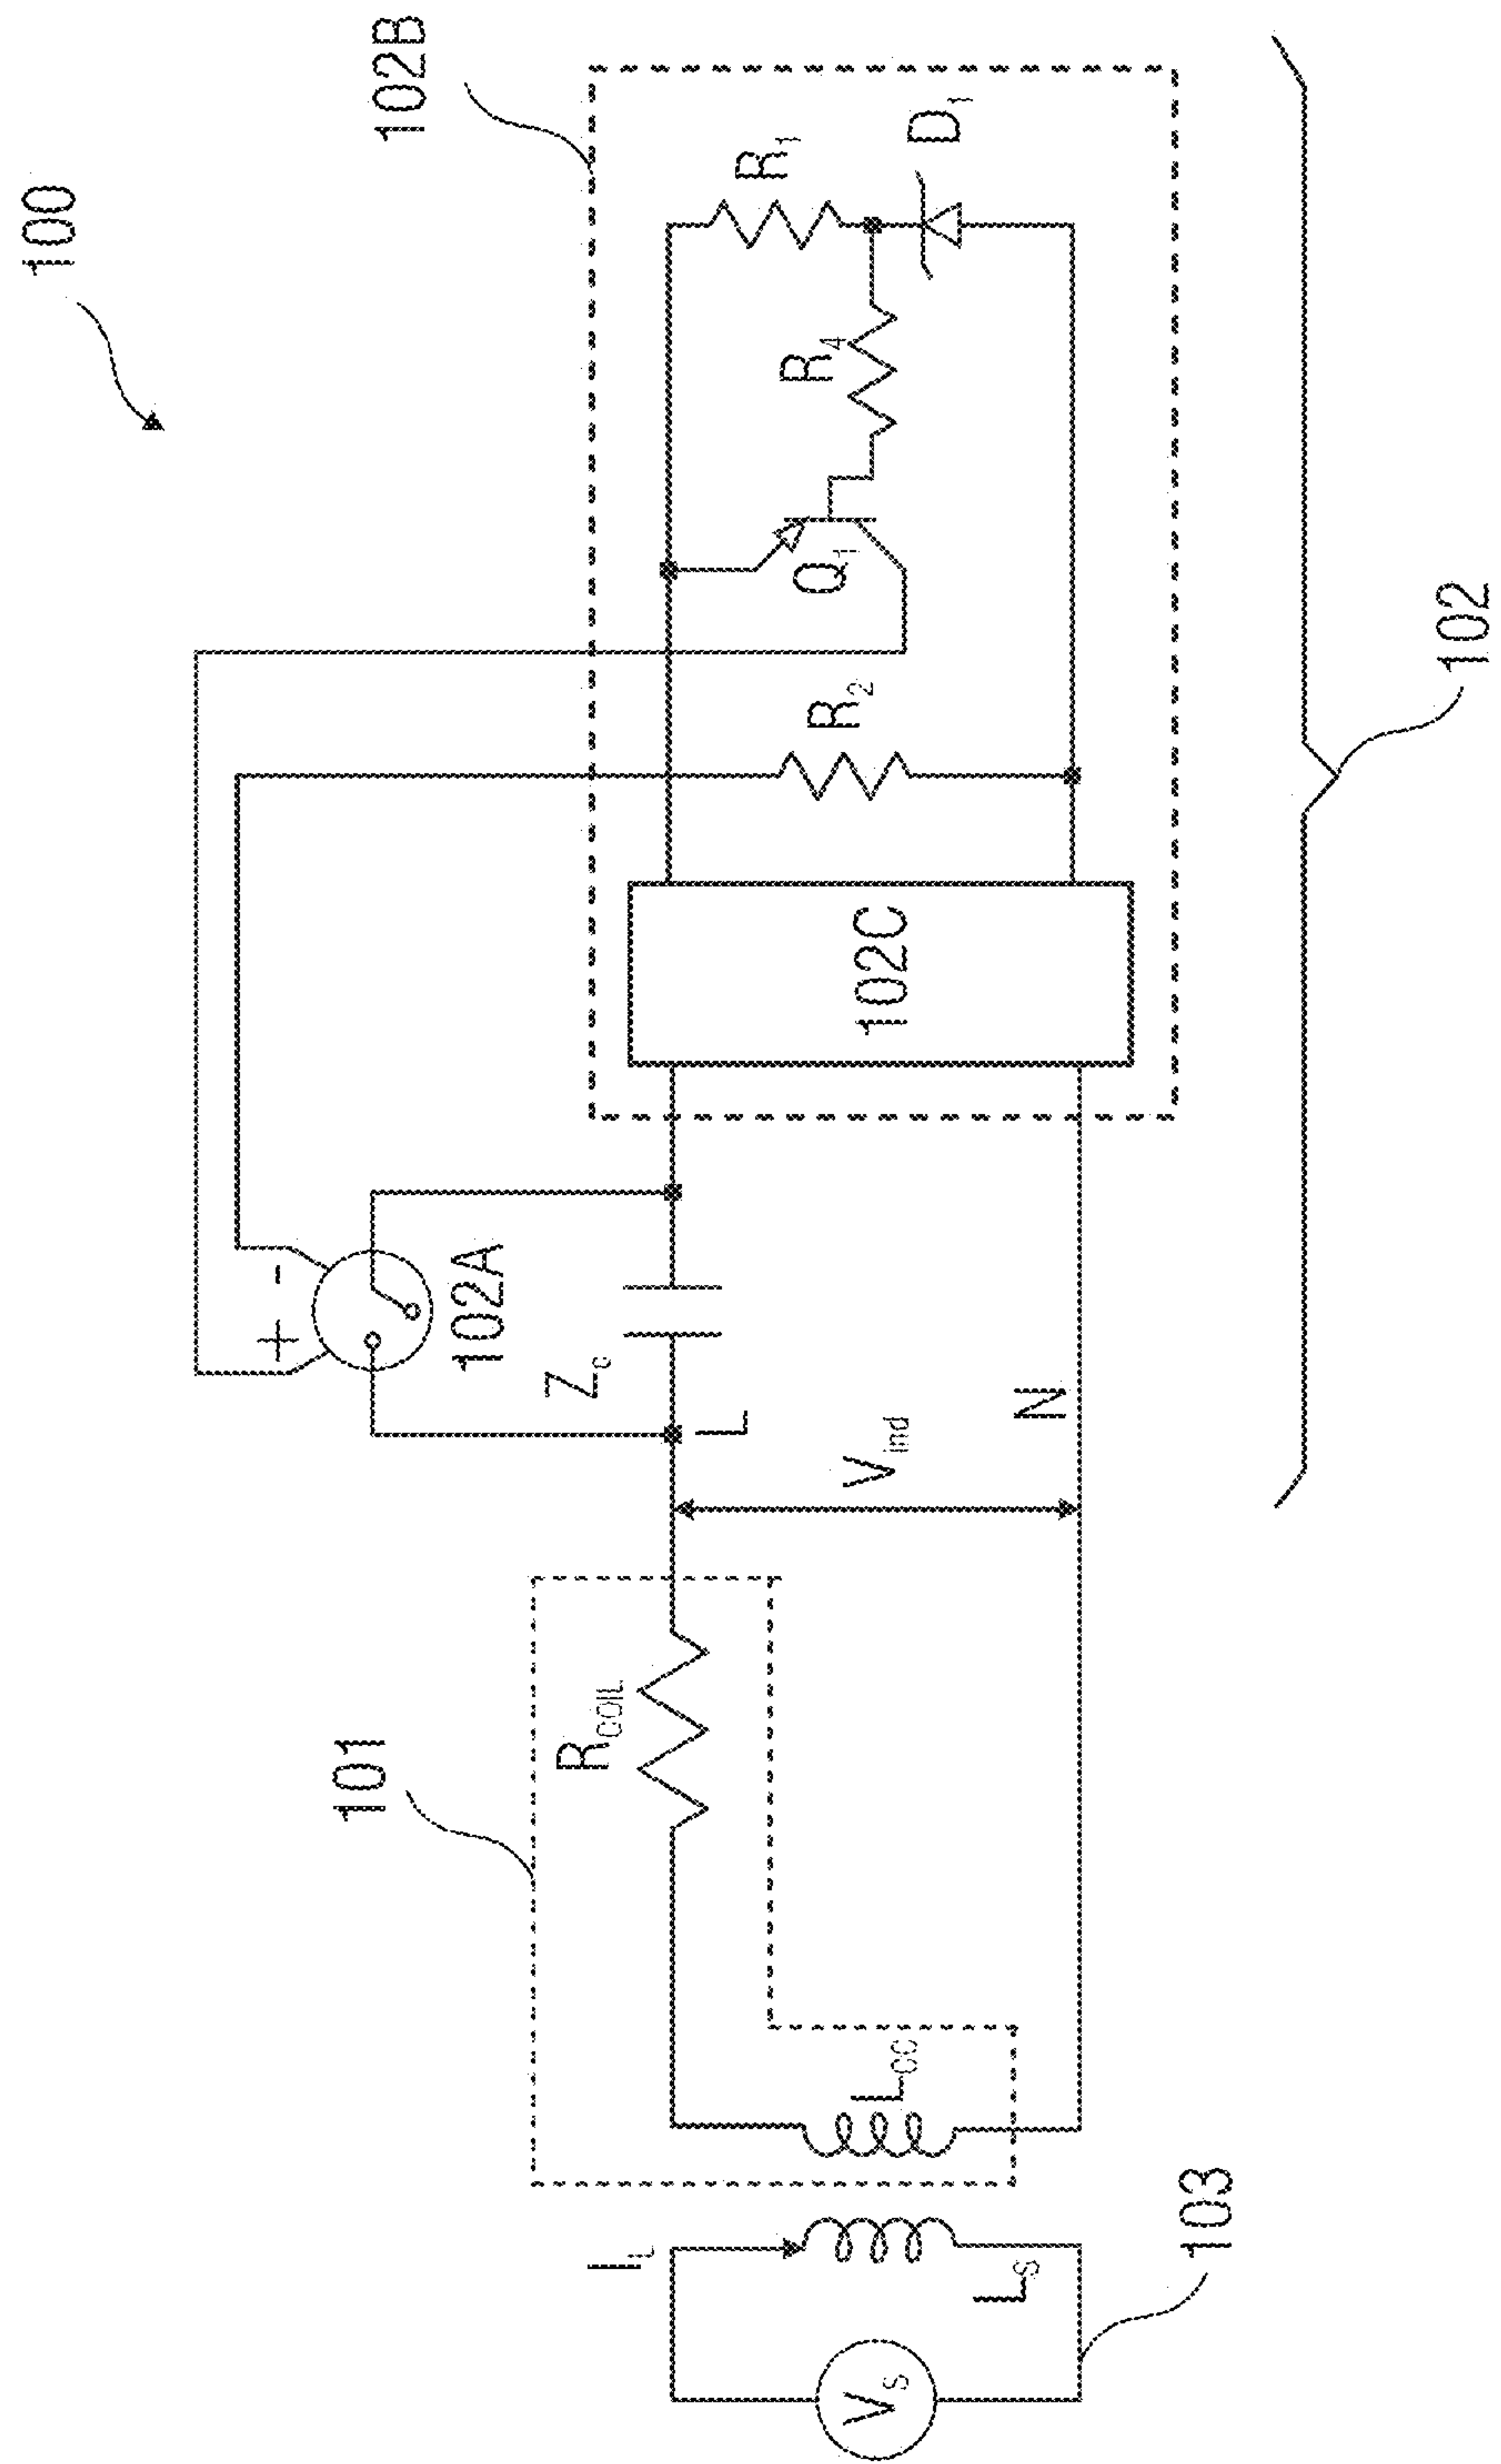 100
102B
R₁
D₁
R₄
Q₁
R₂
102C
+ -
102A
Zc
L
N
Vind
102
101
RCOIL
LCC
IL
LS
VS
103